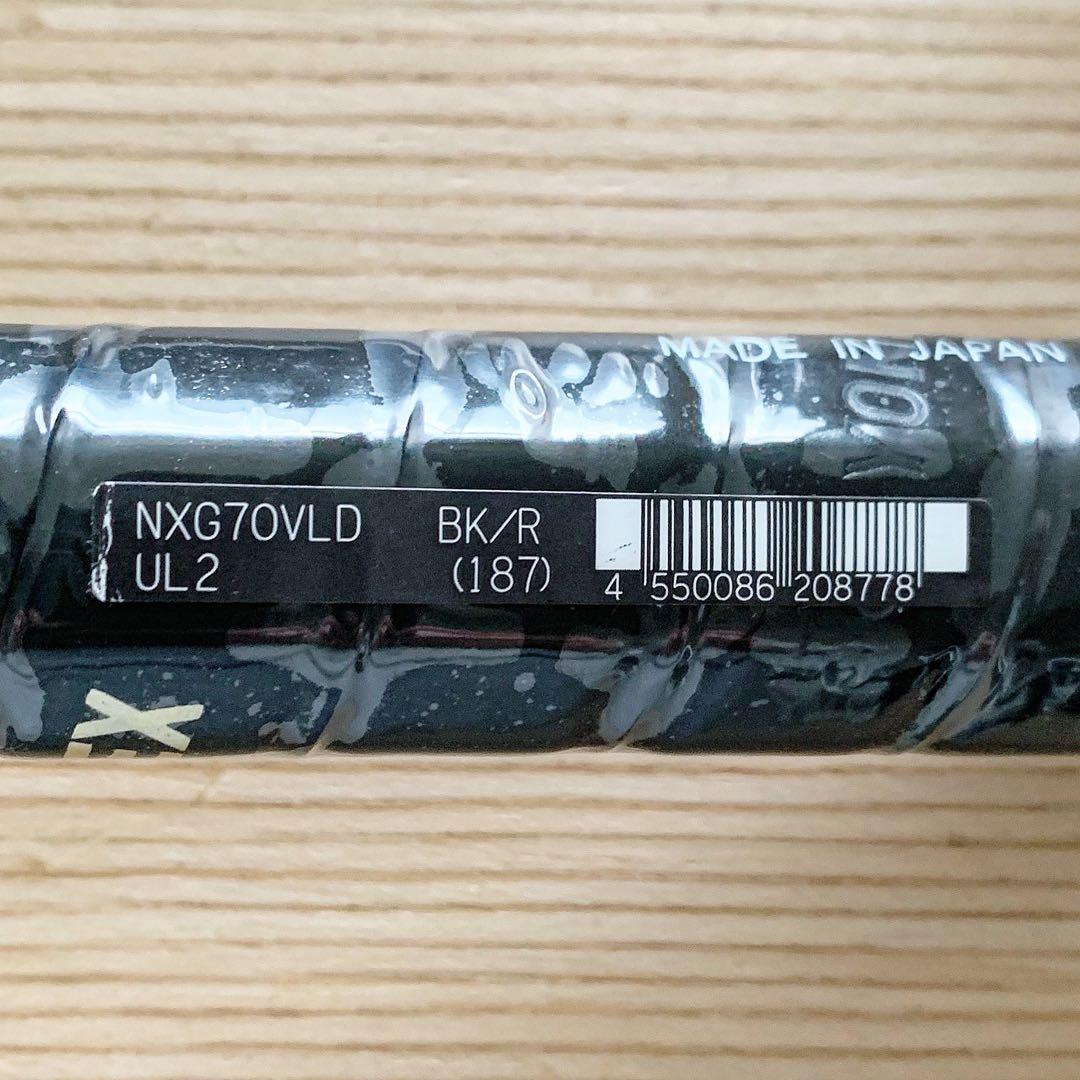 MADE IN JAPAN
NXG70VLD BK/R
UL2 (187)
4 550086 208778